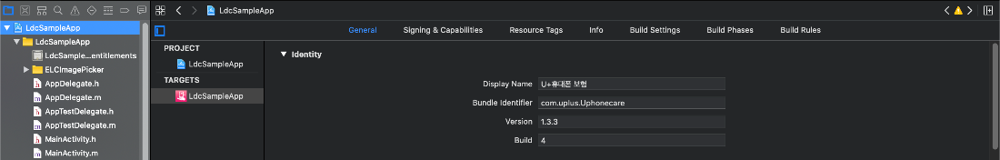 LdcSampleApp
LdcSampleApp
General
Signing & Capabilities
Resource Tags
Info
Build Settings
Build Phases
Build Rules
LdcSampleApp
LdcSample...entitlements
ELCImagePicker
AppDelegate.h
AppDelegate.m
AppTestDelegate.h
AppTestDelegate.m
MainActivity.h
MainActivity.m
PROJECT
LdcSampleApp
TARGETS
LdcSampleApp
Identity
Display Name U+휴대폰 보험
Bundle Identifier com.uplus.Uphonecare
Version 1.3.3
Build 4